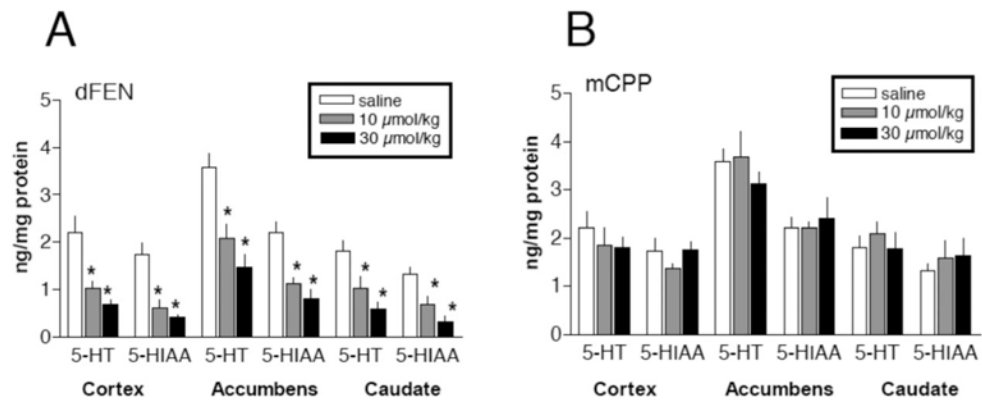 A
dFEN
saline
10 µmol/kg
30 µmol/kg
ng/mg protein
5
4
3
2
1
0
* * * * * * * * * * * *
5-HT 5-HIAA 5-HT 5-HIAA 5-HT 5-HIAA
Cortex Accumbens Caudate
B
mCPP
saline
10 µmol/kg
30 µmol/kg
ng/mg protein
5
4
3
2
1
0
5-HT 5-HIAA 5-HT 5-HIAA 5-HT 5-HIAA
Cortex Accumbens Caudate